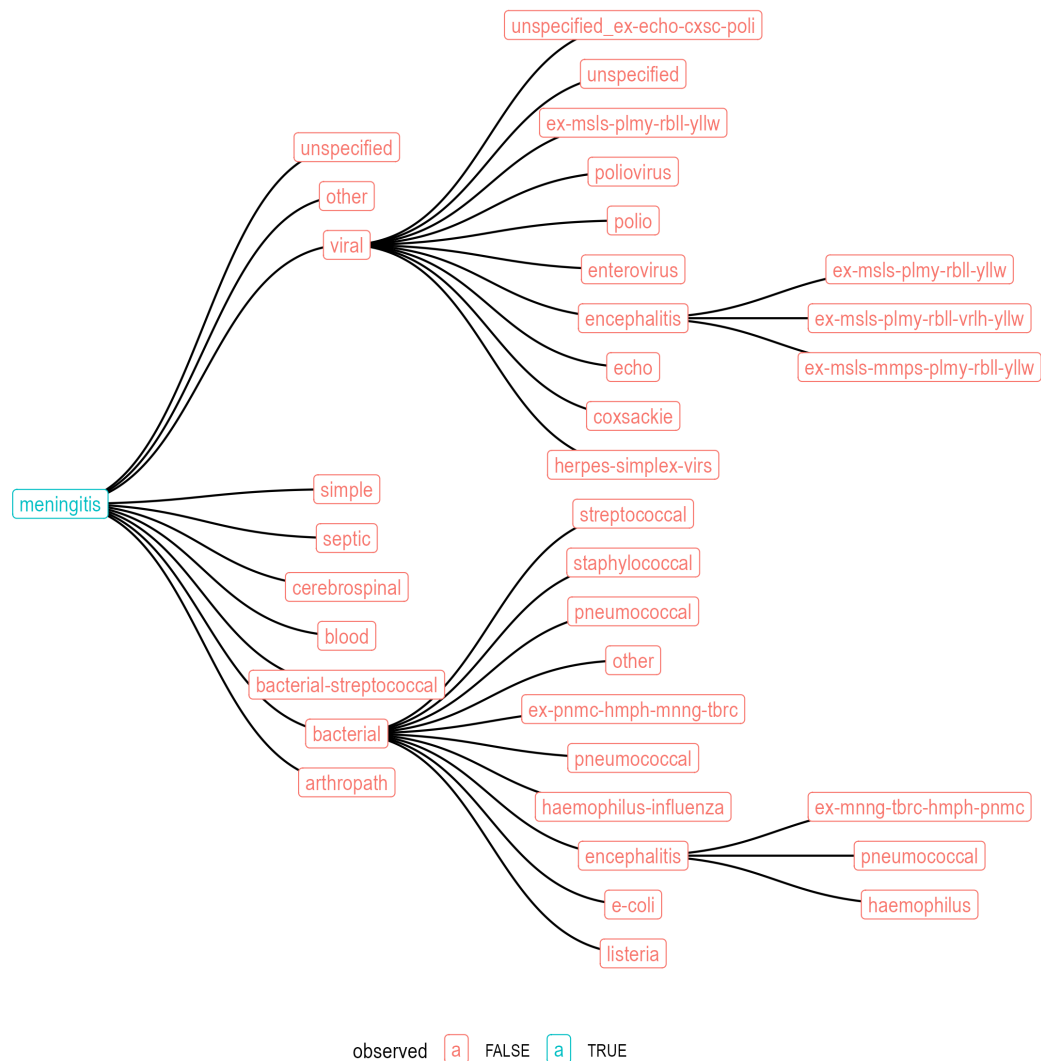 unspecified_ex-echo-cxsc-poli
unspecified
ex-msls-plmy-rbll-yllw
unspecified
poliovirus
other
polio
viral
enterovirus
ex-msls-plmy-rbll-yllw
encephalitis
ex-msls-plmy-rbll-vrlh-yllw
echo
ex-msls-mmps-plmy-rbll-yllw
coxsackie
herpes-simplex-virs
simple
meningitis
streptococcal
septic
staphylococcal
cerebrospinal
pneumococcal
blood
other
bacterial-streptococcal
ex-pnmc-hmph-mnng-tbrc
bacterial
pneumococcal
arthropath
haemophilus-influenza
ex-mnng-tbrc-hmph-pnmc
encephalitis
pneumococcal
e-coli
haemophilus
listeria
observed a FALSE a TRUE